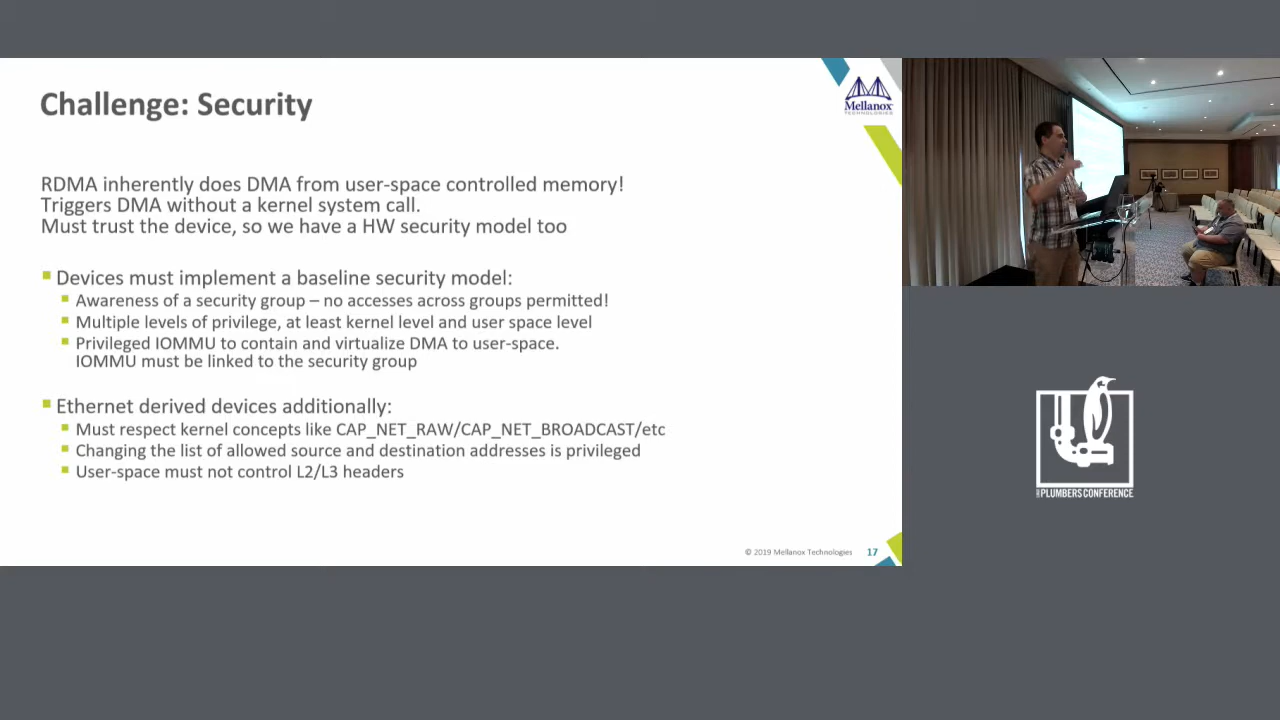 Challenge: Security
Mellanox
TECHNOLOGIES
RDMA inherently does DMA from user-space controlled memory!
Triggers DMA without a kernel system call.
Must trust the device, so we have a HW security model too
Devices must implement a baseline security model:
Awareness of a security group – no accesses across groups permitted!
Multiple levels of privilege, at least kernel level and user space level
Privileged IOMMU to contain and virtualize DMA to user-space.
IOMMU must be linked to the security group
Ethernet derived devices additionally:
Must respect kernel concepts like CAP_NET_RAW/CAP_NET_BROADCAST/etc
Changing the list of allowed source and destination addresses is privileged
User-space must not control L2/L3 headers
© 2019 Mellanox Technologies 17
PLUMBERS CONFERENCE